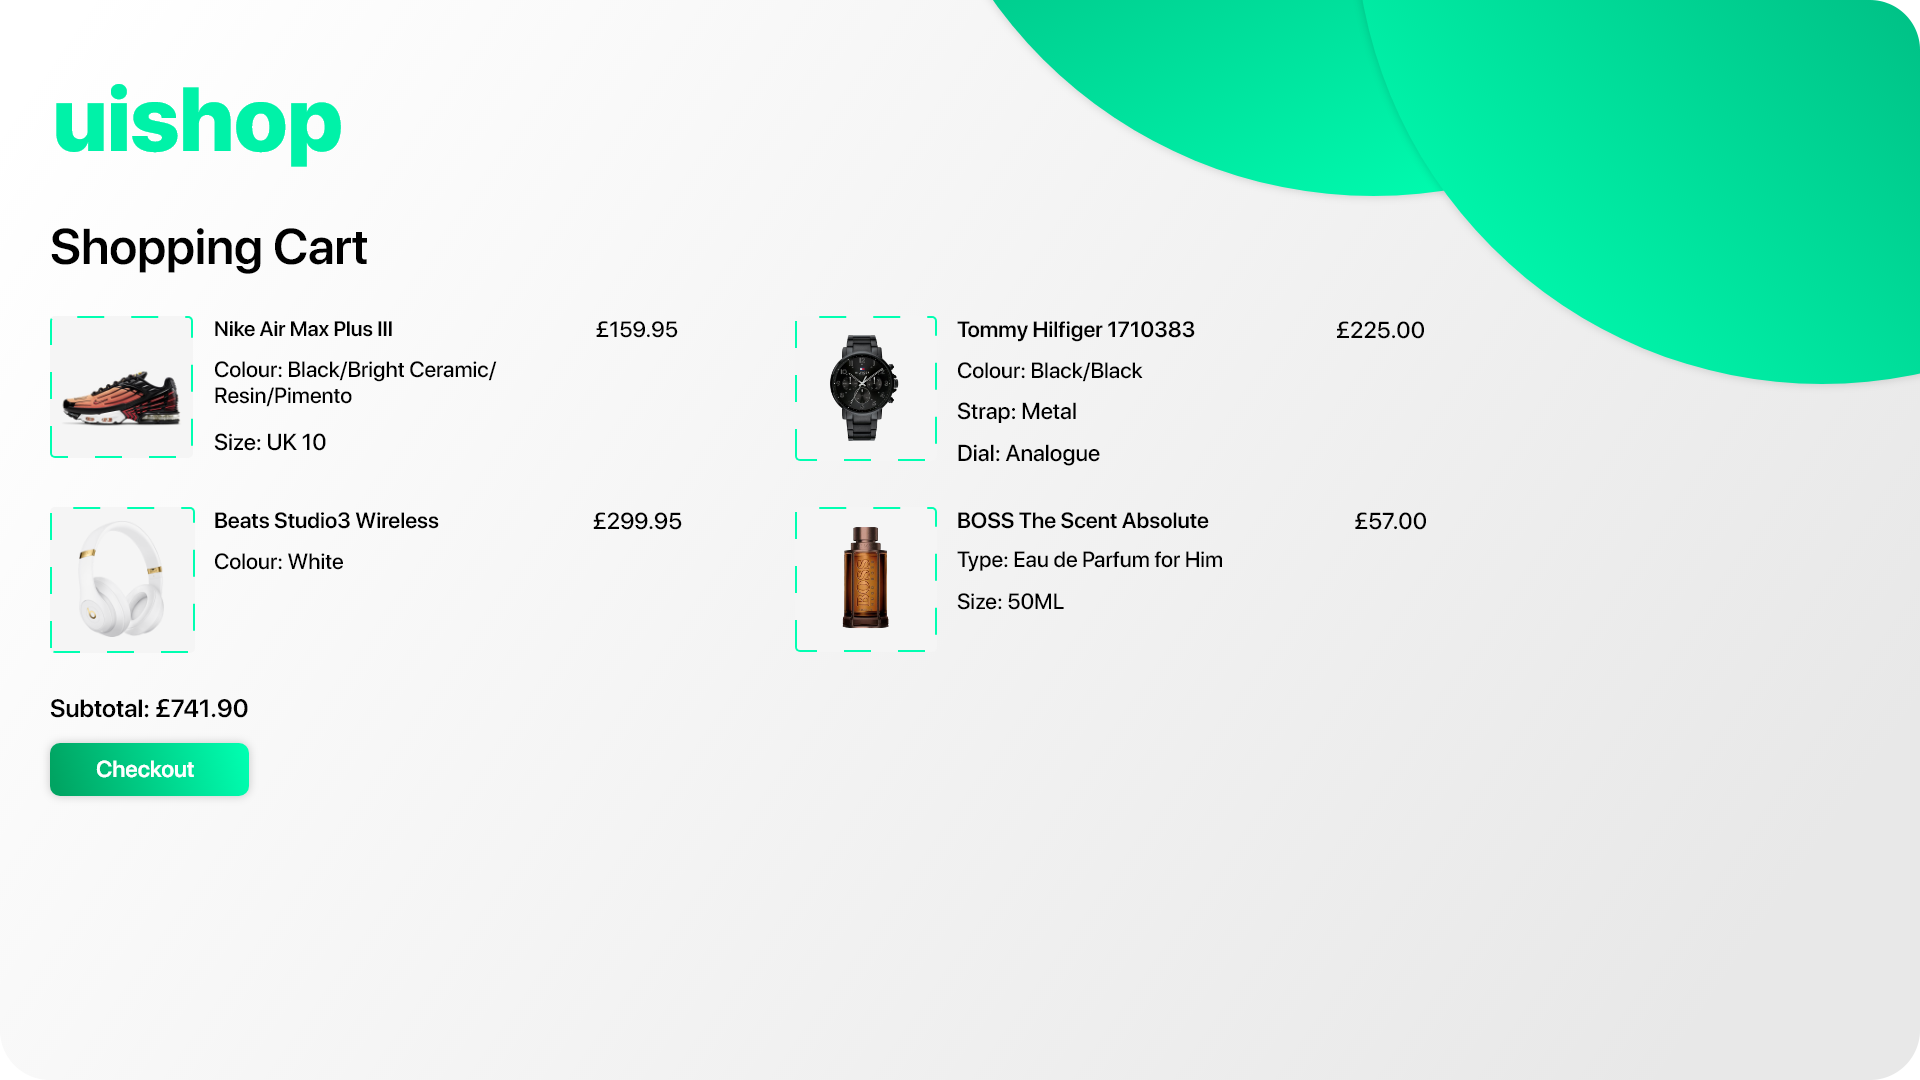 uishop
Shopping Cart
Nike Air Max Plus III
£159.95
Colour: Black/Bright Ceramic/
Resin/Pimento
Size: UK 10
Tommy Hilfiger 1710383
£225.00
Colour: Black/Black
Strap: Metal
Dial: Analogue
Beats Studio3 Wireless
£299.95
Colour: White
BOSS
BOSS The Scent Absolute
£57.00
Type: Eau de Parfum for Him
Size: 50ML
Subtotal: £741.90
Checkout